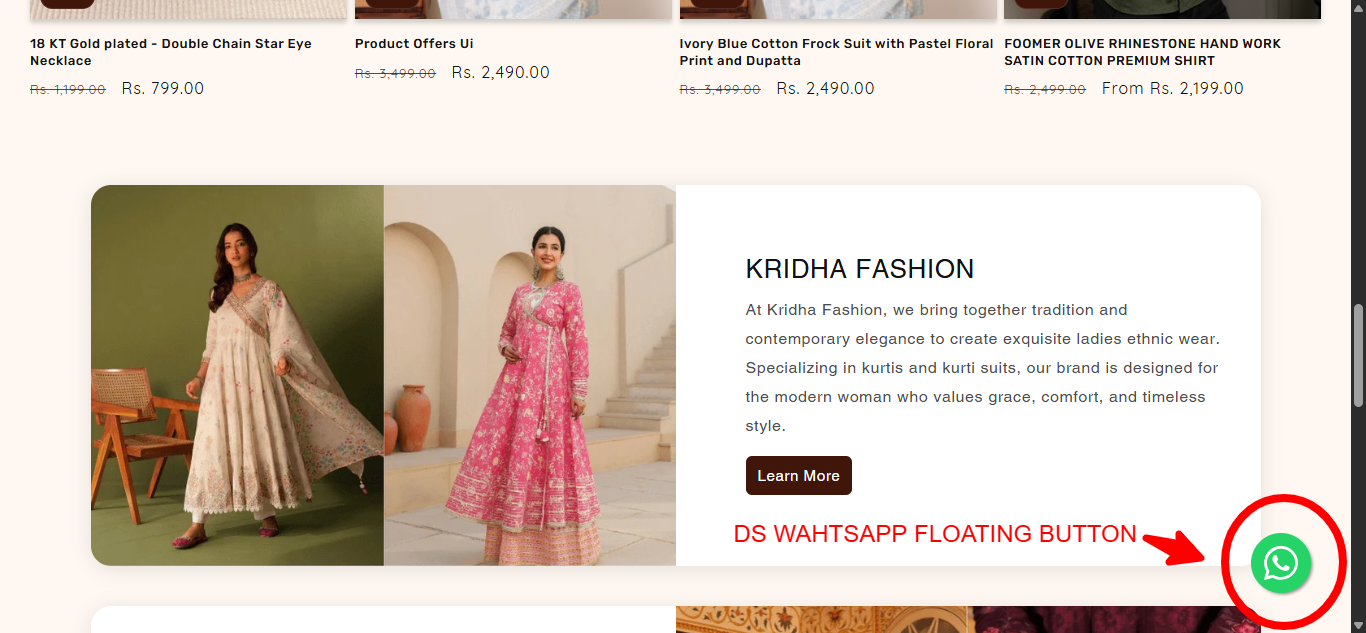 18 KT Gold plated - Double Chain Star Eye
Necklace
Rs. 1,199.00 Rs. 799.00
Product Offers Ui
Rs. 3,499.00 Rs. 2,490.00
Ivory Blue Cotton Frock Suit with Pastel Floral
Print and Dupatta
Rs. 3,499.00 Rs. 2,490.00
FOOMER OLIVE RHINESTONE HAND WORK
SATIN COTTON PREMIUM SHIRT
Rs. 2,499.00 From Rs. 2,199.00
KRIDHA FASHION
At Kridha Fashion, we bring together tradition and
contemporary elegance to create exquisite ladies ethnic wear.
Specializing in kurtis and kurti suits, our brand is designed for
the modern woman who values grace, comfort, and timeless
style.
Learn More
DS WAHTSAPP FLOATING BUTTON